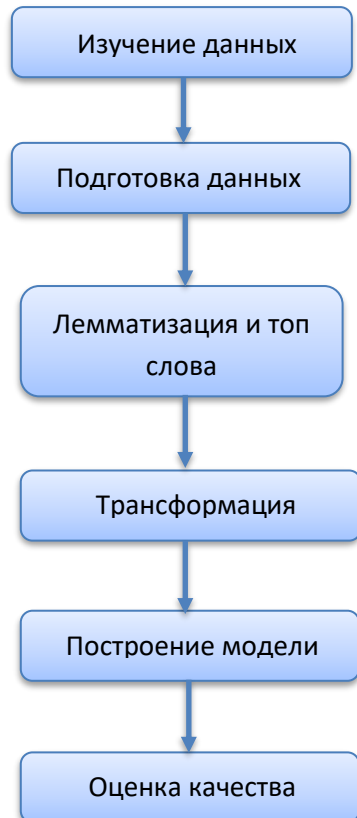 Изучение данных
Подготовка данных
Лемматизация и топ
слова
Трансформация
Построение модели
Оценка качества